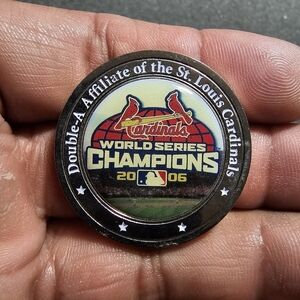 Double-A Affiliate of the St. Louis Cardinals
Cardinals
WORLD SERIES
CHAMPIONS
20 06